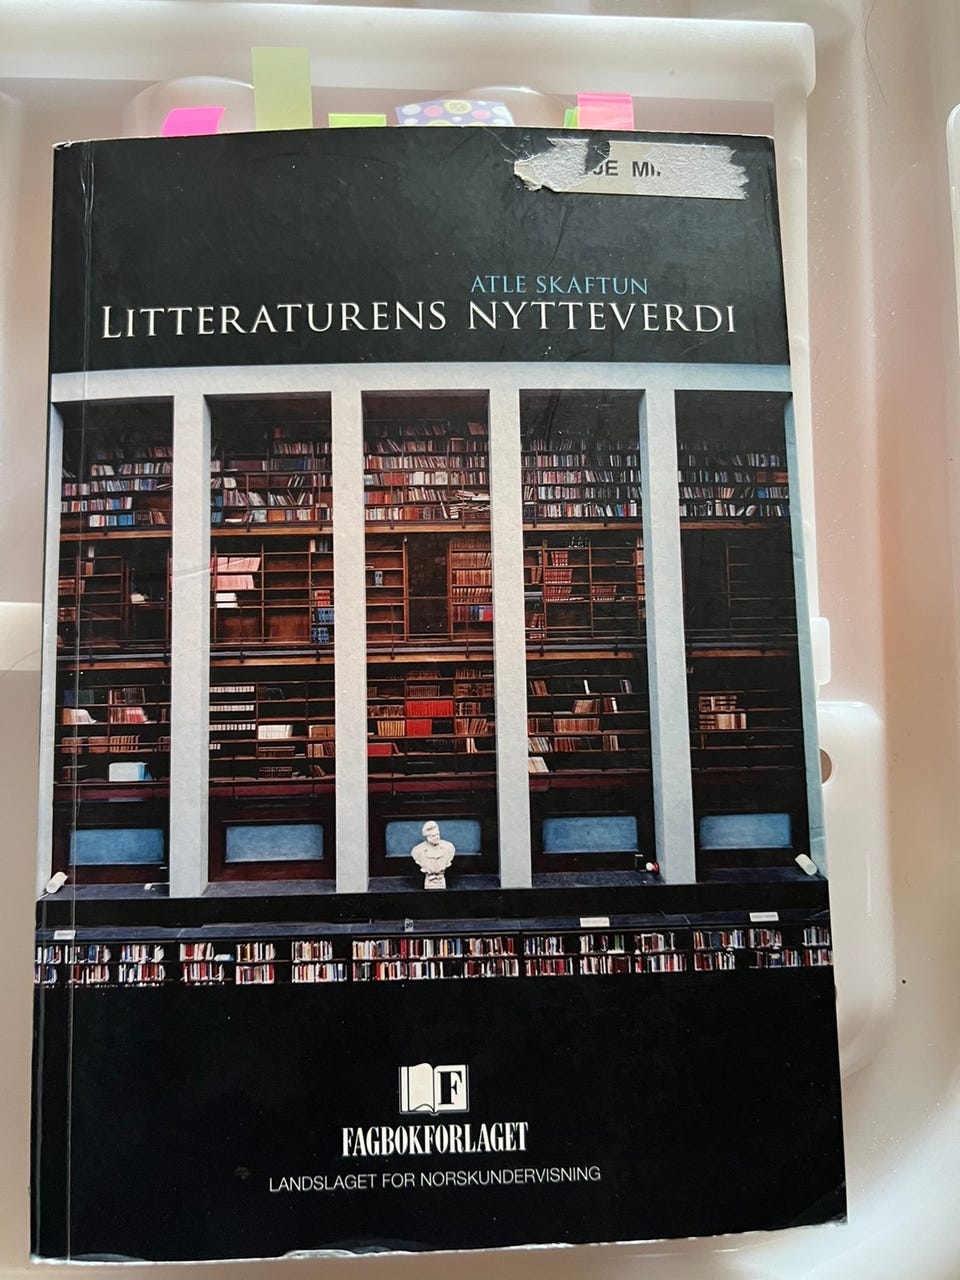 ATLE SKAFTUN
LITTERATURENS NYTTEVERDI
F
FAGBOKFORLAGET
LANDSLAGET FOR NORSKUNDERVISNING